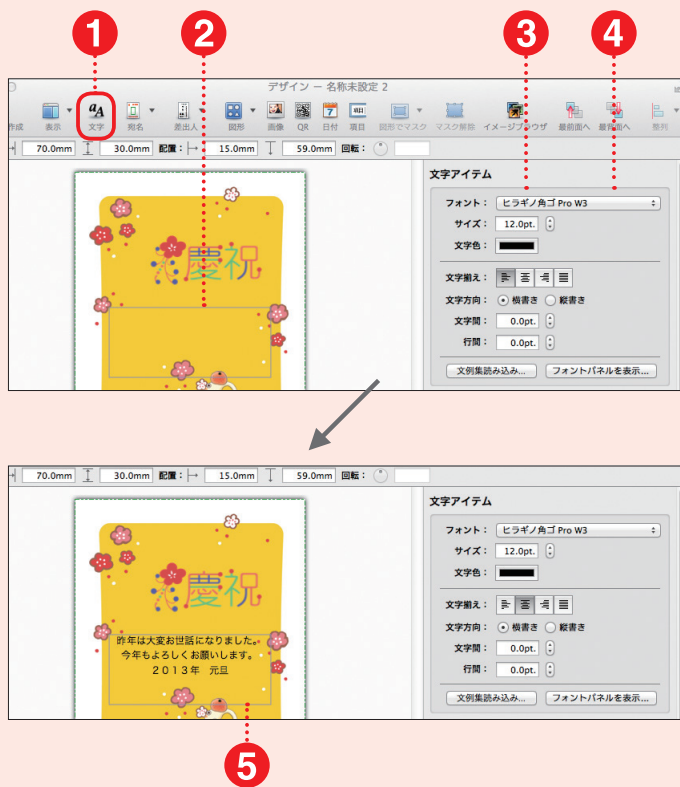 1 2 3 4
デザイン － 名称未設定 2
作成 表示 文字 宛名 差出人 図形 画像 QR 日付 項目 図形でマスク マスク解除 イメージブラウザ 最前面へ 最背面へ 整列
70.0mm 30.0mm 配置： 15.0mm 59.0mm 回転：
慶祝
文字アイテム
フォント： ヒラギノ角ゴ Pro W3
サイズ： 12.0pt.
文字色：
文字揃え：
文字方向： 横書き 縦書き
文字間： 0.0pt.
行間： 0.0pt.
文例集読み込み... フォントパネルを表示...
70.0mm 30.0mm 配置： 15.0mm 59.0mm 回転：
慶祝
昨年は大変お世話になりました。
今年もよろしくお願いします。
２０１３年 元旦
文字アイテム
フォント： ヒラギノ角ゴ Pro W3
サイズ： 12.0pt.
文字色：
文字揃え：
文字方向： 横書き 縦書き
文字間： 0.0pt.
行間： 0.0pt.
文例集読み込み... フォントパネルを表示...
5